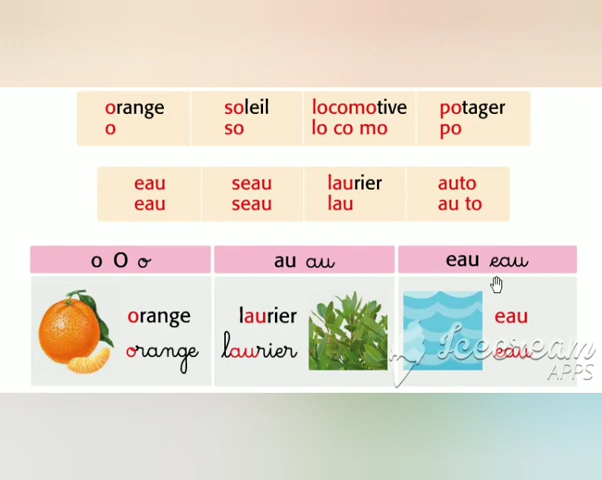 orange soleil locomotive potager
o so lo co mo po
eau seau laurier auto
eau seau lau au to
o O o au au eau eau
orange laurier eau
orange laurier eau
Icecream
APPS